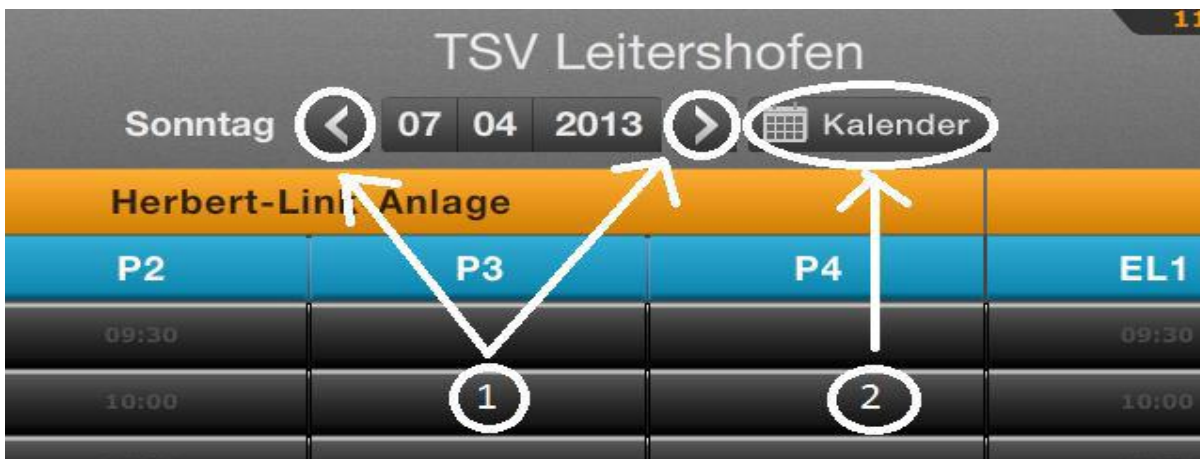 11
TSV Leitershofen
Sonntag 07 04 2013 Kalender
Herbert-Link Anlage
P2 P3 P4 EL1
09:30 09:30
10:00 1 2 10:00